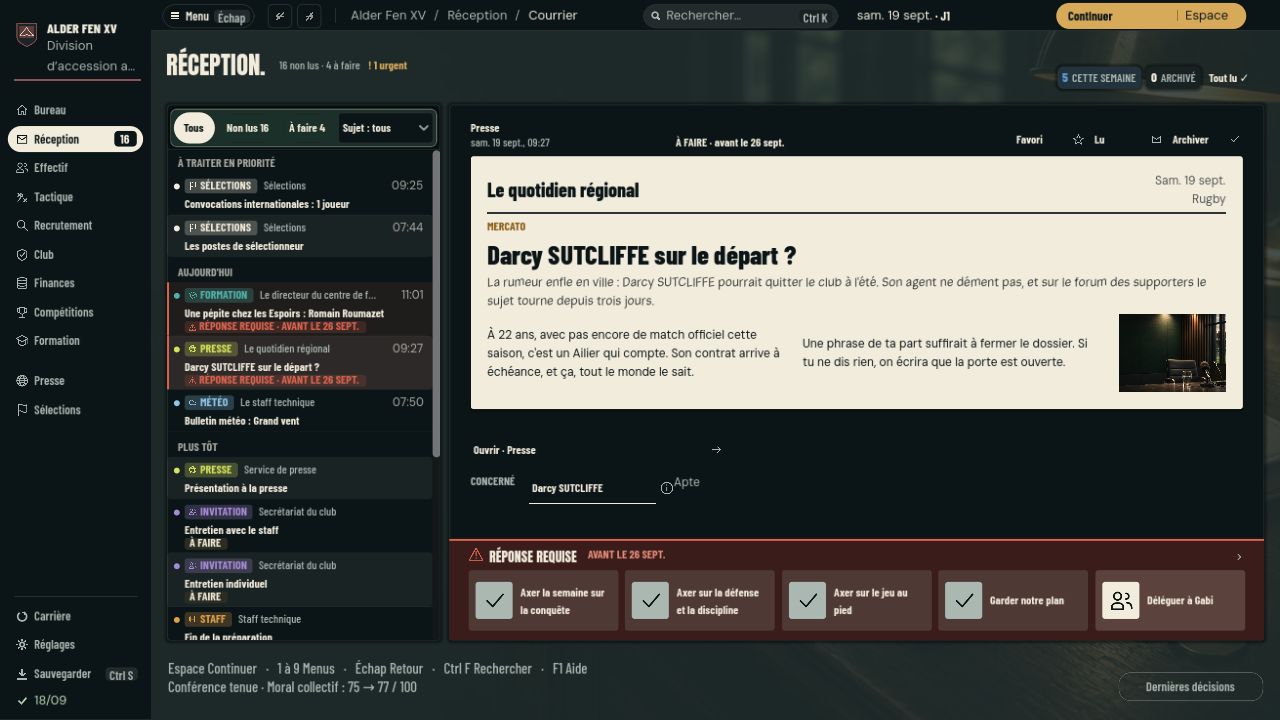 ALDER FEN XV
Division
d'accession a...
Menu Échap
Alder Fen XV / Réception / Courrier
Rechercher... Ctrl K
sam. 19 sept. · J1
Continuer Espace
RÉCEPTION.
16 non lus · 4 à faire ! 1 urgent
5 CETTE SEMAINE 0 ARCHIVÉ Tout lu ✓
Bureau
Réception 16
Effectif
Tactique
Recrutement
Club
Finances
Compétitions
Formation
Presse
Sélections
Carrière
Réglages
Sauvegarder Ctrl S
18/09
Tous Non lus 16 À faire 4 Sujet : tous
À TRAITER EN PRIORITÉ
SÉLECTIONS Sélections 09:25
Convocations internationales : 1 joueur
SÉLECTIONS Sélections 07:44
Les postes de sélectionneur
AUJOURD'HUI
FORMATION Le directeur du centre de f... 11:01
Une pépite chez les Espoirs : Romain Roumazet
RÉPONSE REQUISE · AVANT LE 26 SEPT.
PRESSE Le quotidien régional 09:27
Darcy SUTCLIFFE sur le départ ?
RÉPONSE REQUISE · AVANT LE 26 SEPT.
MÉTÉO Le staff technique 07:50
Bulletin météo : Grand vent
PLUS TÔT
PRESSE Service de presse
Présentation à la presse
INVITATION Secrétariat du club
Entretien avec le staff
À FAIRE
INVITATION Secrétariat du club
Entretien individuel
À FAIRE
STAFF Staff technique
Fin de la préparation
Presse
sam. 19 sept., 09:27
À FAIRE · avant le 26 sept.
Favori Lu Archiver
Le quotidien régional
Sam. 19 sept.
Rugby
MERCATO
Darcy SUTCLIFFE sur le départ ?
La rumeur enfle en ville : Darcy SUTCLIFFE pourrait quitter le club à l'été. Son agent ne dément pas, et sur le forum des supporters le
sujet tourne depuis trois jours.
À 22 ans, avec pas encore de match officiel cette
saison, c'est un Ailier qui compte. Son contrat arrive à
échéance, et ça, tout le monde le sait.
Une phrase de ta part suffirait à fermer le dossier. Si
tu ne dis rien, on écrira que la porte est ouverte.
Ouvrir · Presse →
CONCERNÉ Darcy SUTCLIFFE Apte
RÉPONSE REQUISE AVANT LE 26 SEPT. ›
Axer la semaine sur
la conquête
Axer sur la défense
et la discipline
Axer sur le jeu au
pied
Garder notre plan
Déléguer à Gabi
Espace Continuer · 1 à 9 Menus · Échap Retour · Ctrl F Rechercher · F1 Aide
Conférence tenue · Moral collectif : 75 → 77 / 100
Dernières décisions